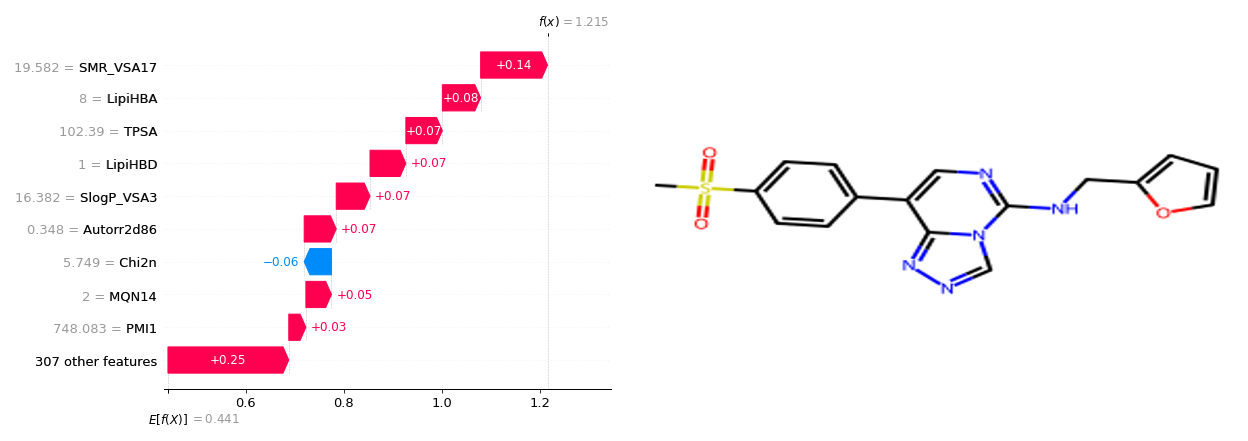 f(x) = 1.215
19.582 = SMR_VSA17
+0.14
8 = LipiHBA
+0.08
102.39 = TPSA
+0.07
1 = LipiHBD
+0.07
16.382 = SlogP_VSA3
+0.07
0.348 = Autorr2d86
+0.07
5.749 = Chi2n
−0.06
2 = MQN14
+0.05
748.083 = PMI1
+0.03
307 other features
+0.25
0.6 0.8 1.0 1.2
E[f(X)] = 0.441
O
S
O
N
NH
N
N
N
O